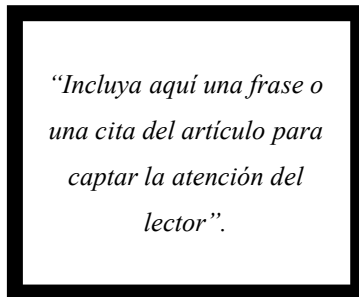 “Incluya aquí una frase o
una cita del artículo para
captar la atención del
lector”.